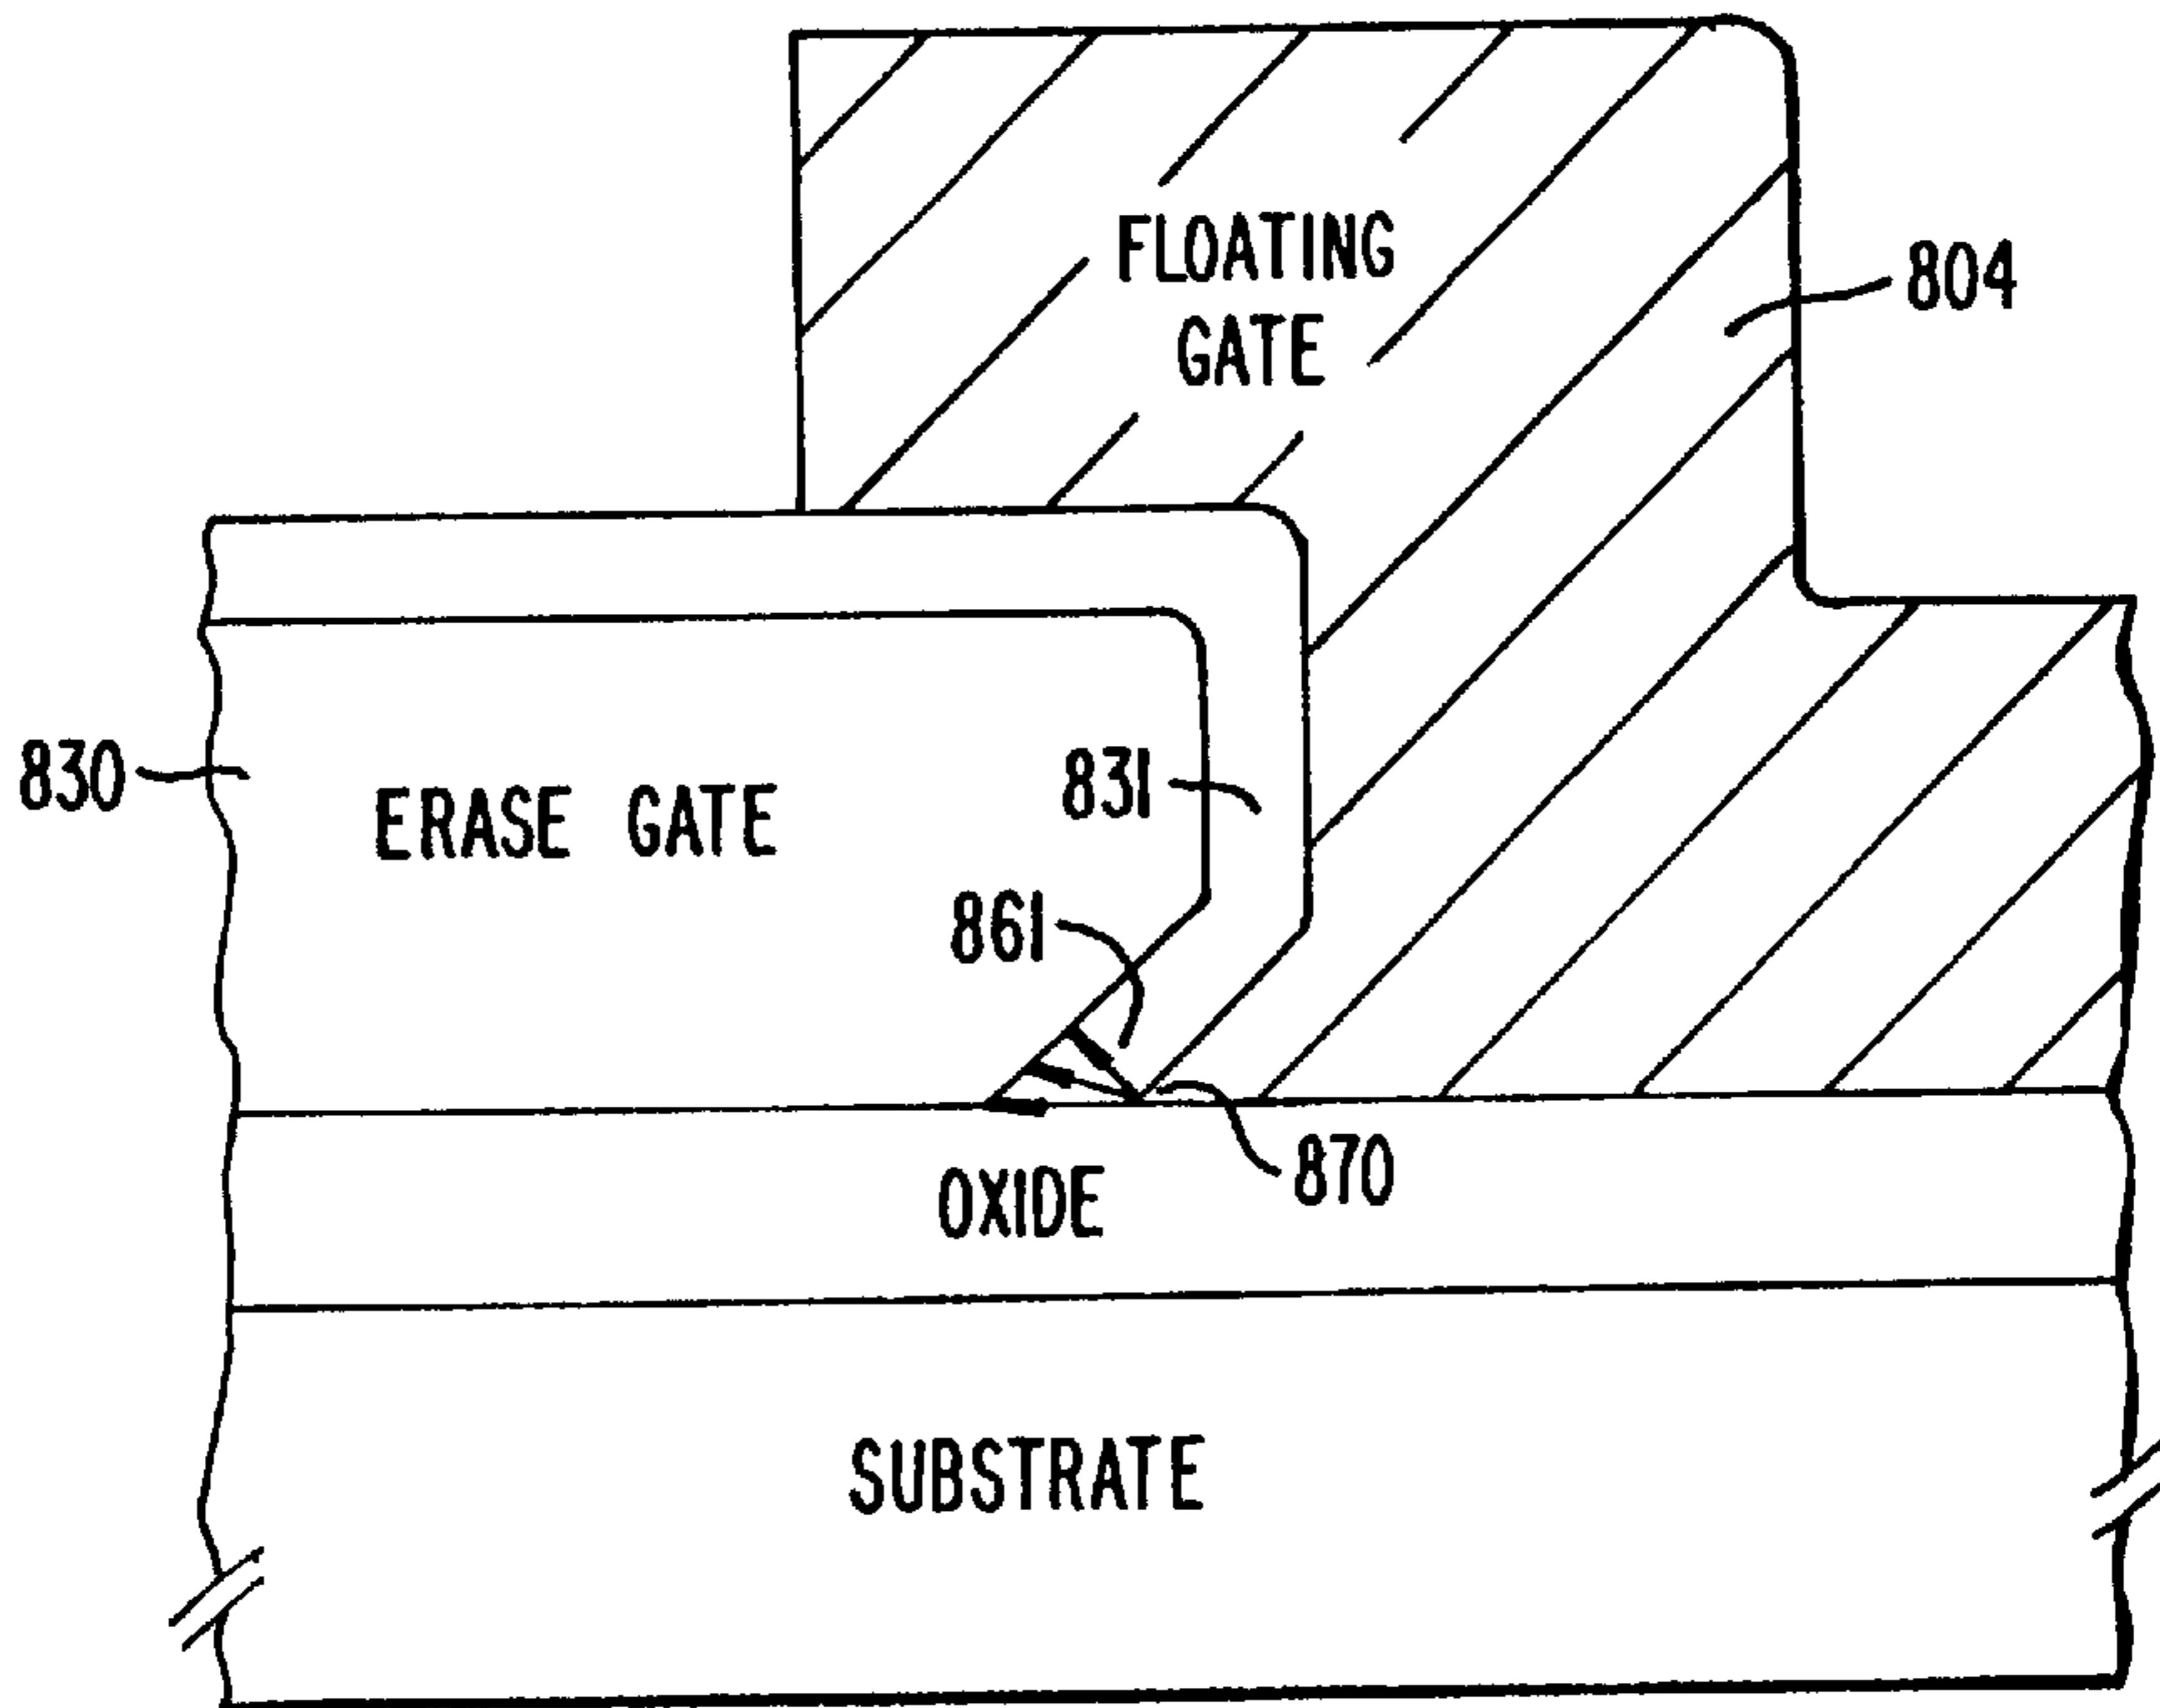 FLOATING
GATE
804
830
ERASE GATE
831
861
870
OXIDE
SUBSTRATE